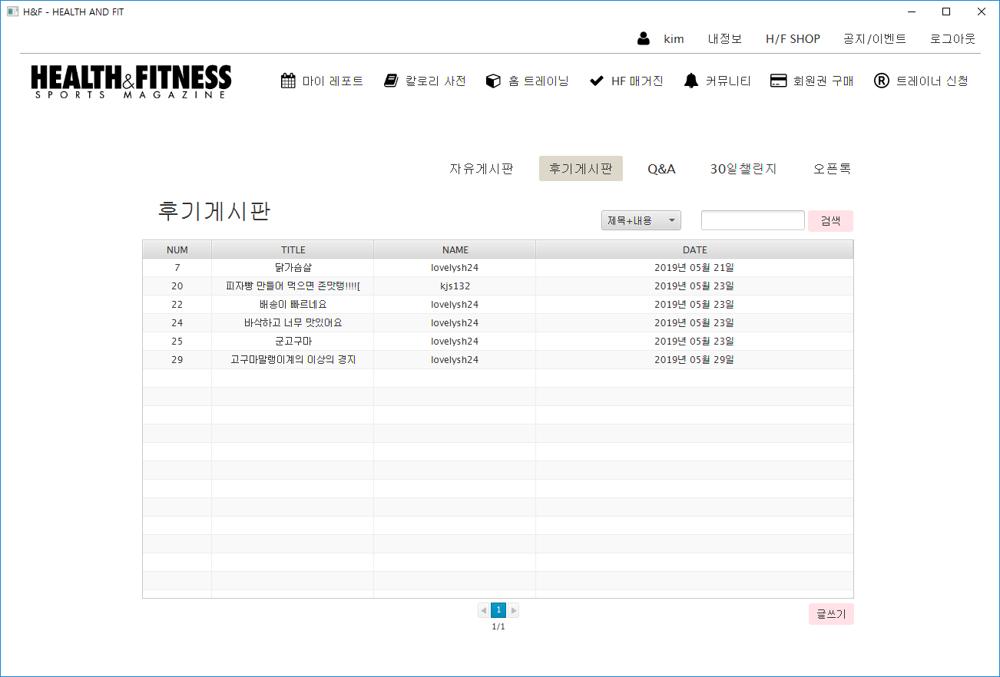 H&F - HEALTH AND FIT
kim 내정보 H/F SHOP 공지/이벤트 로그아웃
HEALTH&FITNESS
SPORTS MAGAZINE
마이 레포트 칼로리 사전 홈 트레이닝 HF 매거진 커뮤니티 회원권 구매 트레이너 신청
자유게시판 후기게시판 Q&A 30일챌린지 오픈톡
후기게시판
제목+내용 검색
NUM TITLE NAME DATE
7 닭가슴살 lovelysh24 2019년 05월 21일
20 피자빵 만들어 먹으면 존맛탱!!!![ kjs132 2019년 05월 23일
22 배송이 빠르네요 lovelysh24 2019년 05월 23일
24 바삭하고 너무 맛있어요 lovelysh24 2019년 05월 23일
25 군고구마 lovelysh24 2019년 05월 23일
29 고구마말랭이계의 이상의 경지 lovelysh24 2019년 05월 29일
1
1/1
글쓰기